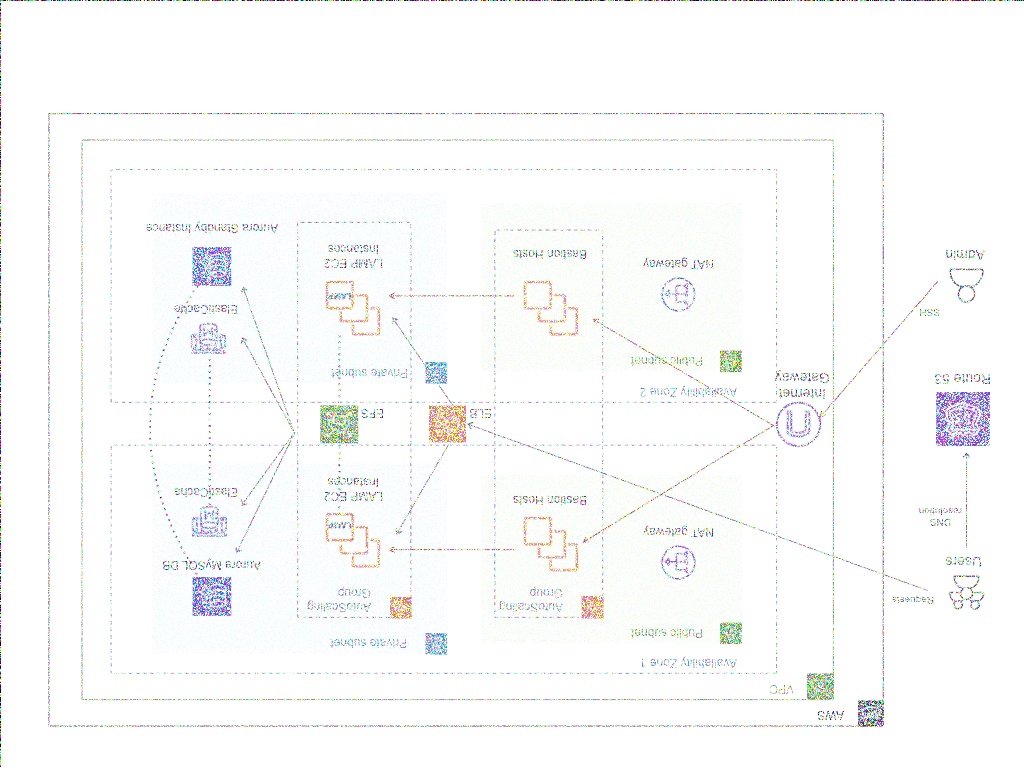 AWS
VPC
Availability Zone 1
Public subnet
Private subnet
AutoScaling
Group
AutoScaling
Group
Requests
Users
Aurora MySQL DB
NAT gateway
LAMP
DNS
resolution
Bastion Hosts
LAMP EC2
Instances
ElastiCache
ELB
EFS
Route 53
Internet
Gateway
Availability Zone 2
Public subnet
Private subnet
SSH
ElastiCache
LAMP
Admin
NAT gateway
Bastion Hosts
LAMP EC2
Instances
Aurora Standby Instance